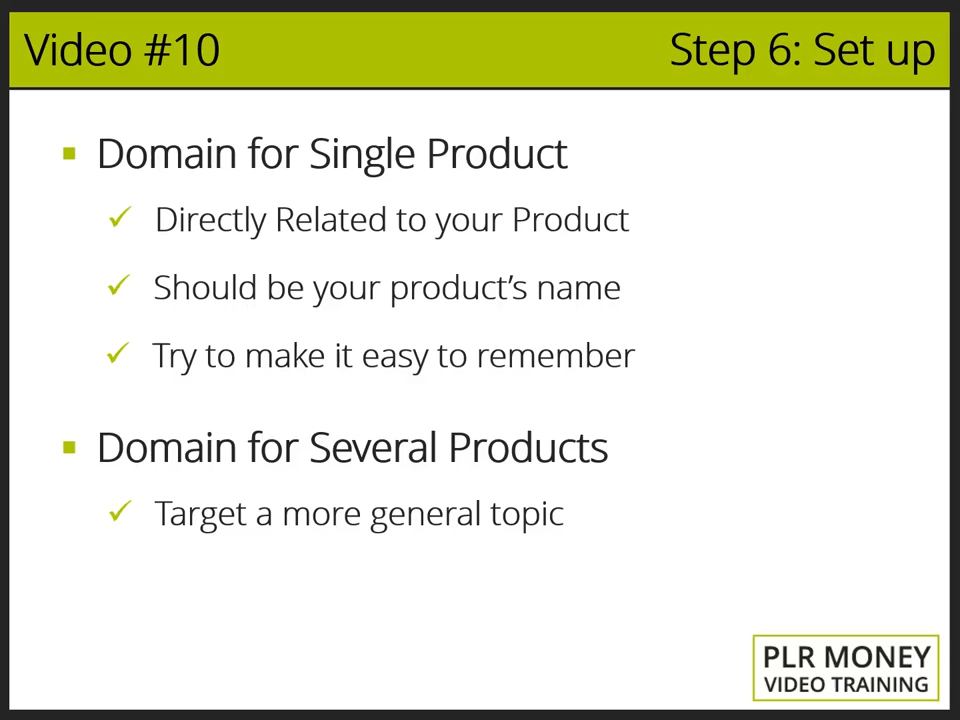 Video #10
Step 6: Set up
Domain for Single Product
Directly Related to your Product
Should be your product's name
Try to make it easy to remember
Domain for Several Products
Target a more general topic
PLR MONEY
VIDEO TRAINING